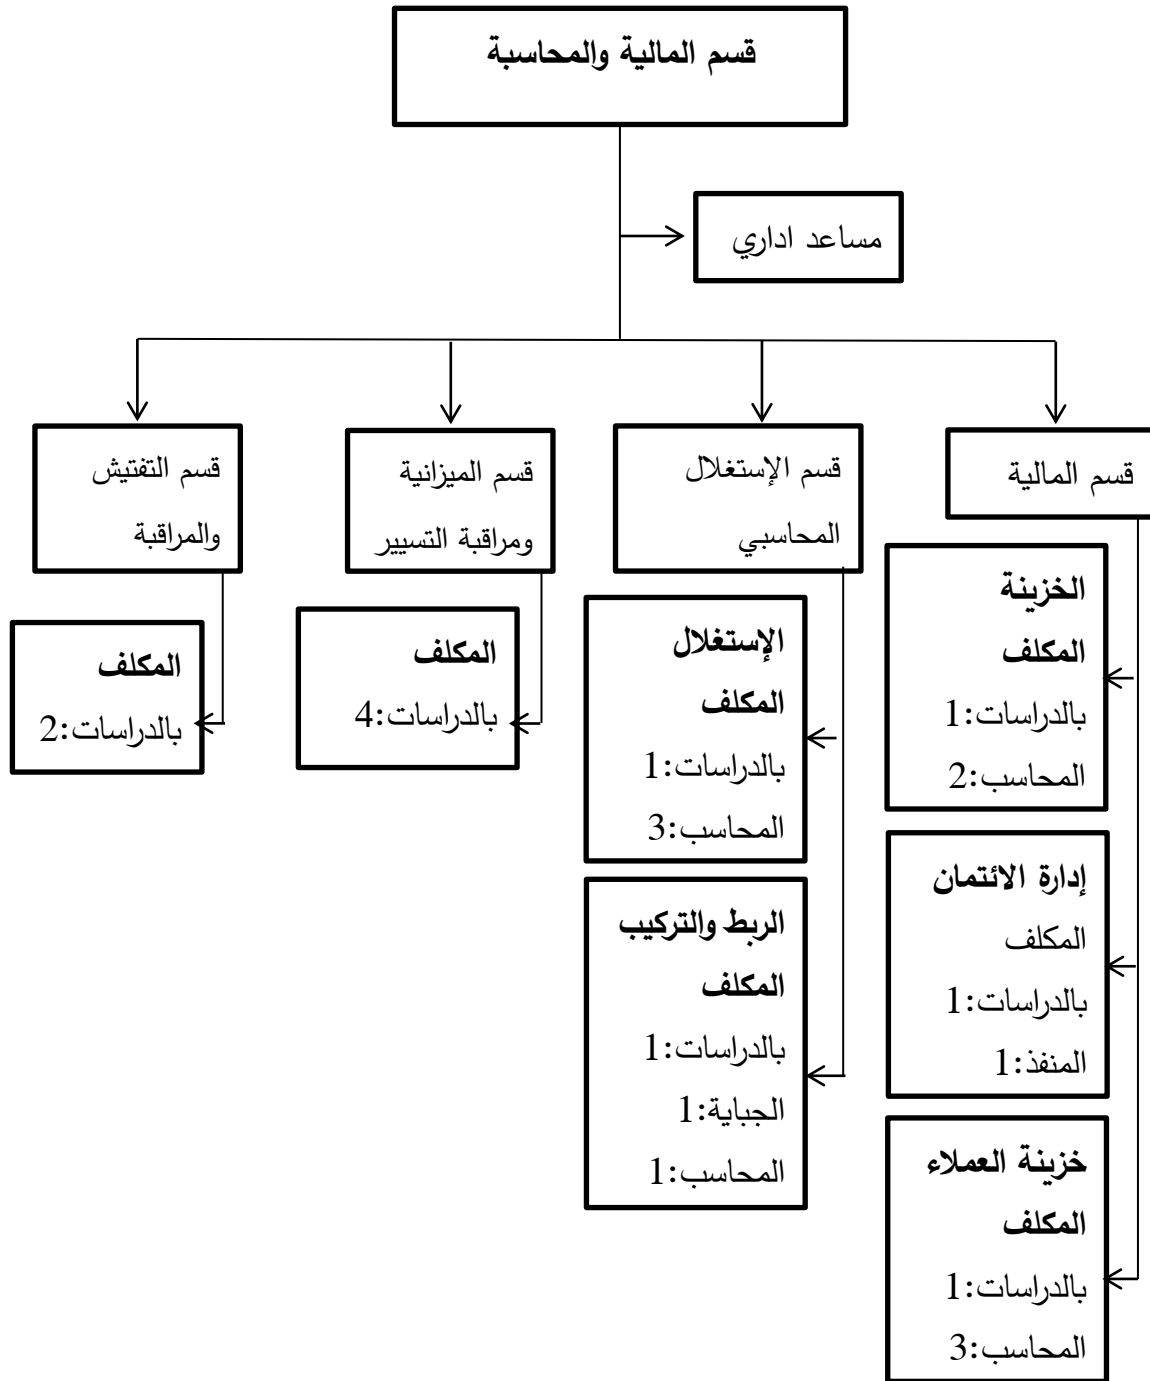 قسم المالية والمحاسبة
مساعد اداري
قسم المالية
قسم الإستغلال
المحاسبي
قسم الميزانية
ومراقبة التسيير
قسم التفتيش
والمراقبة
الخزينة
المكلف
بالدراسات:1
المحاسب:2
إدارة الائتمان
المكلف
بالدراسات:1
المنفذ:1
خزينة العملاء
المكلف
بالدراسات:1
المحاسب:3
الإستغلال
المكلف
بالدراسات:1
المحاسب:3
الربط والتركيب
المكلف
بالدراسات:1
الجباية:1
المحاسب:1
المكلف
بالدراسات:4
المكلف
بالدراسات:2